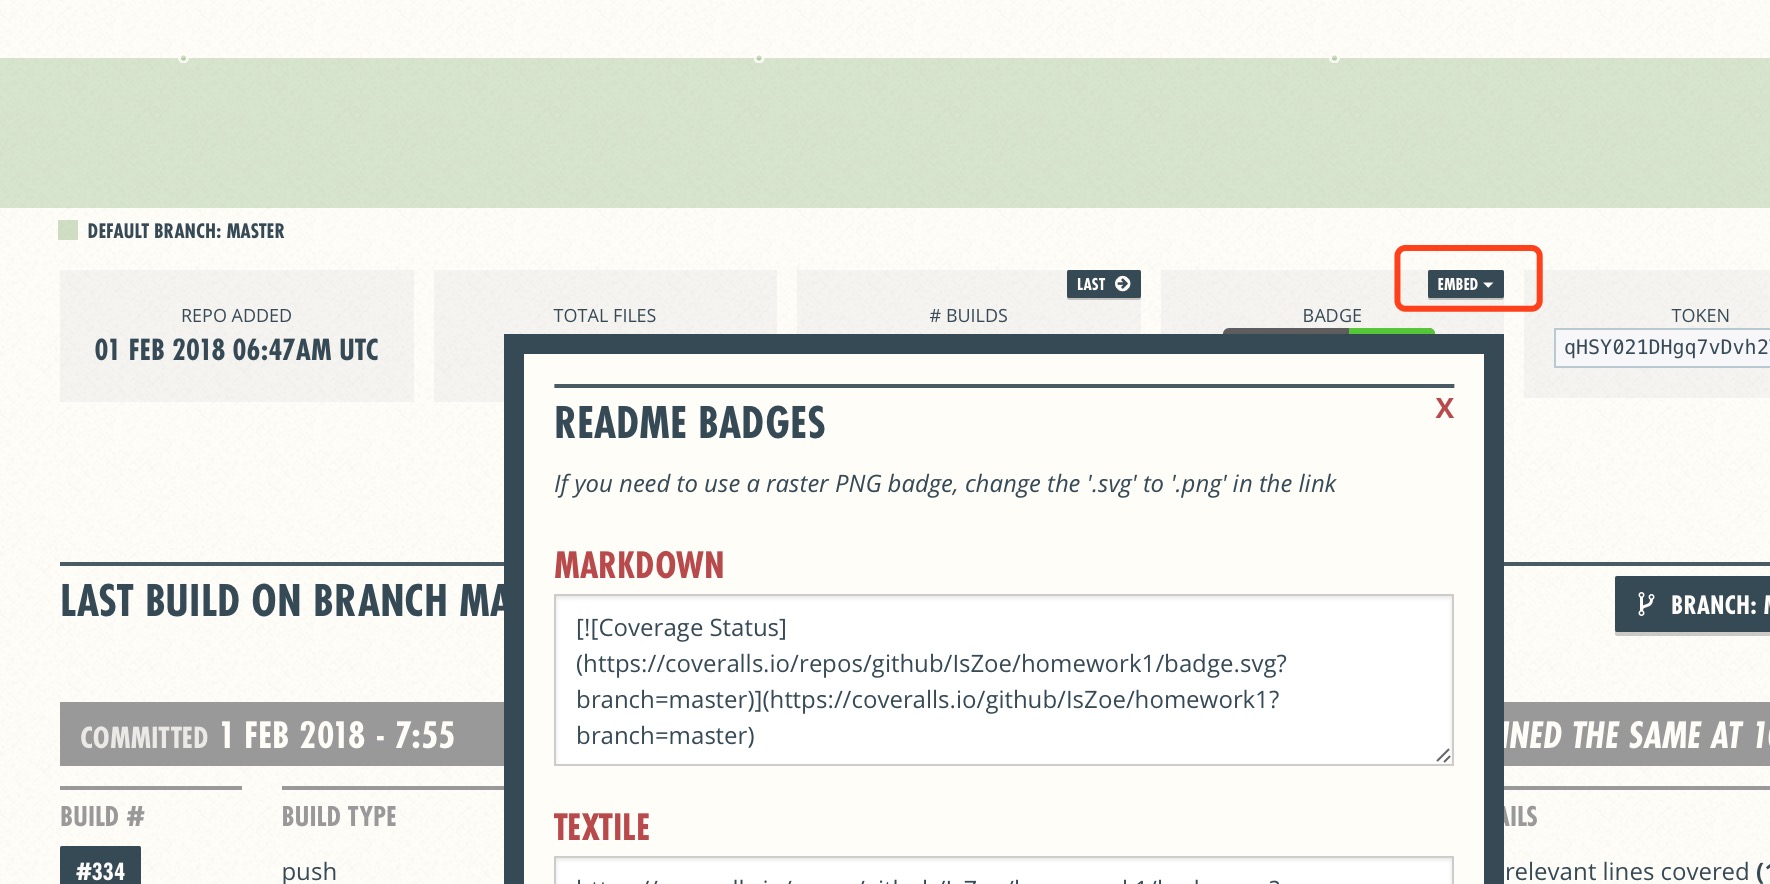 DEFAULT BRANCH: MASTER
REPO ADDED
01 FEB 2018 06:47AM UTC
TOTAL FILES
LAST
# BUILDS
EMBED
BADGE
TOKEN
qHSY021DHgq7vDvh2
README BADGES
X
If you need to use a raster PNG badge, change the '.svg' to '.png' in the link
MARKDOWN
[![Coverage Status]
(https://coveralls.io/repos/github/IsZoe/homework1/badge.svg?
branch=master)](https://coveralls.io/github/IsZoe/homework1?
branch=master)
TEXTILE
LAST BUILD ON BRANCH MA
BRANCH:
COMMITTED 1 FEB 2018 - 7:55
NED THE SAME AT
BUILD #
BUILD TYPE
AILS
#334
push
relevant lines covered